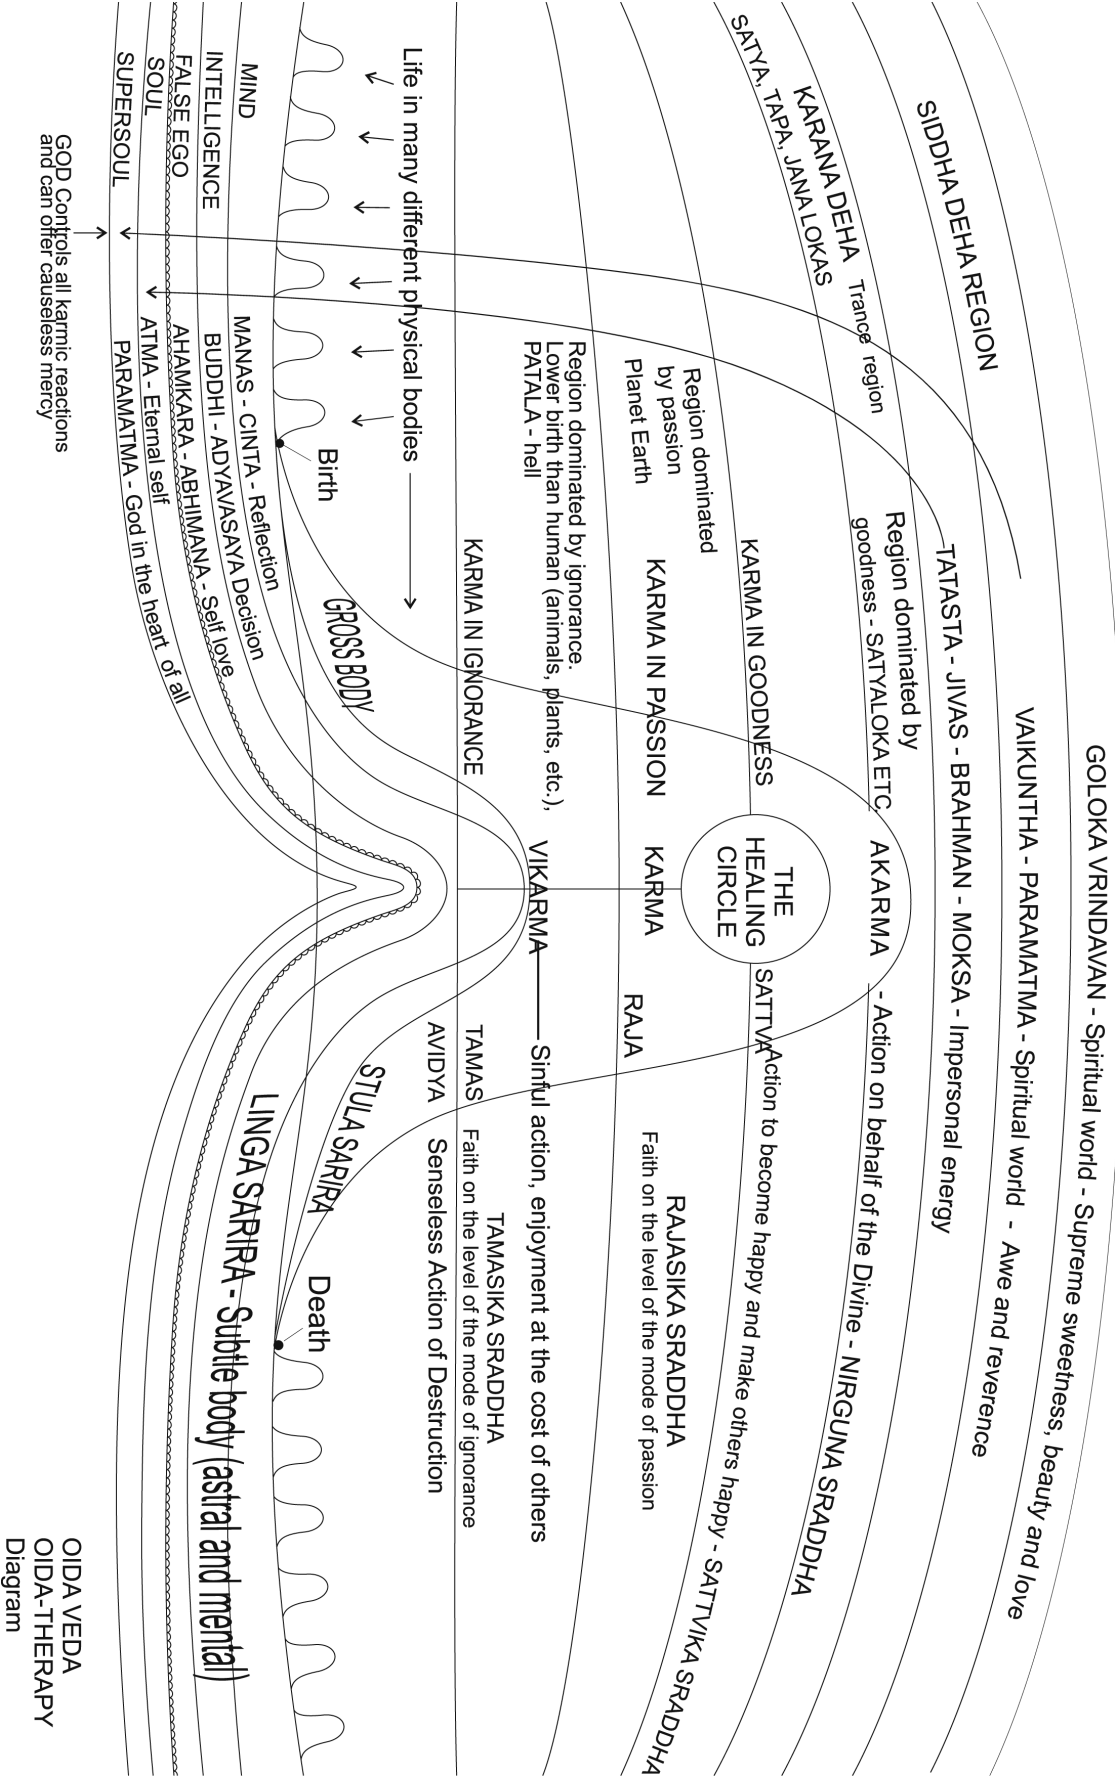 GOLOKA VRINDAVAN - Spiritual world - Supreme sweetness, beauty and love
VAIKUNTHA - PARAMATMA - Spiritual world - Awe and reverence
SIDDHA DEHA REGION
TATASTA - JIVAS - BRAHMAN - MOKSA - Impersonal energy
KARANA DEHA Trance region
SATYA, TAPA, JANA LOKAS
Region dominated by
goodness - SATYALOKA ETC.
AKARMA - Action on behalf of the Divine - NIRGUNA SRADDHA
THE
HEALING
CIRCLE
KARMA IN GOODNESS
SATTVA
Action to become happy and make others happy - SATTVIKA SRADDHA
Region dominated
by passion
Planet Earth
KARMA IN PASSION
KARMA
RAJA
RAJASIKA SRADDHA
Faith on the level of the mode of passion
Region dominated by ignorance.
Lower birth than human (animals, plants, etc.),
PATALA - hell
VIKARMA
Sinful action, enjoyment at the cost of others
KARMA IN IGNORANCE
TAMAS
TAMASIKA SRADDHA
Faith on the level of the mode of ignorance
AVIDYA
Senseless Action of Destruction
Life in many different physical bodies
Birth
GROSS BODY
STULA SARIRA
Death
MIND
MANAS - CINTA - Reflection
LINGA SARIRA - Subtle body (astral and mental)
INTELLIGENCE
BUDDHI - ADYAVASAYA Decision
FALSE EGO
AHAMKARA - ABHIMANA - Self love
SOUL
ATMA - Eternal self
SUPERSOUL
PARAMATMA - God in the heart of all
GOD Controls all karmic reactions
and can offer causeless mercy
OIDA VEDA
OIDA-THERAPY
Diagram